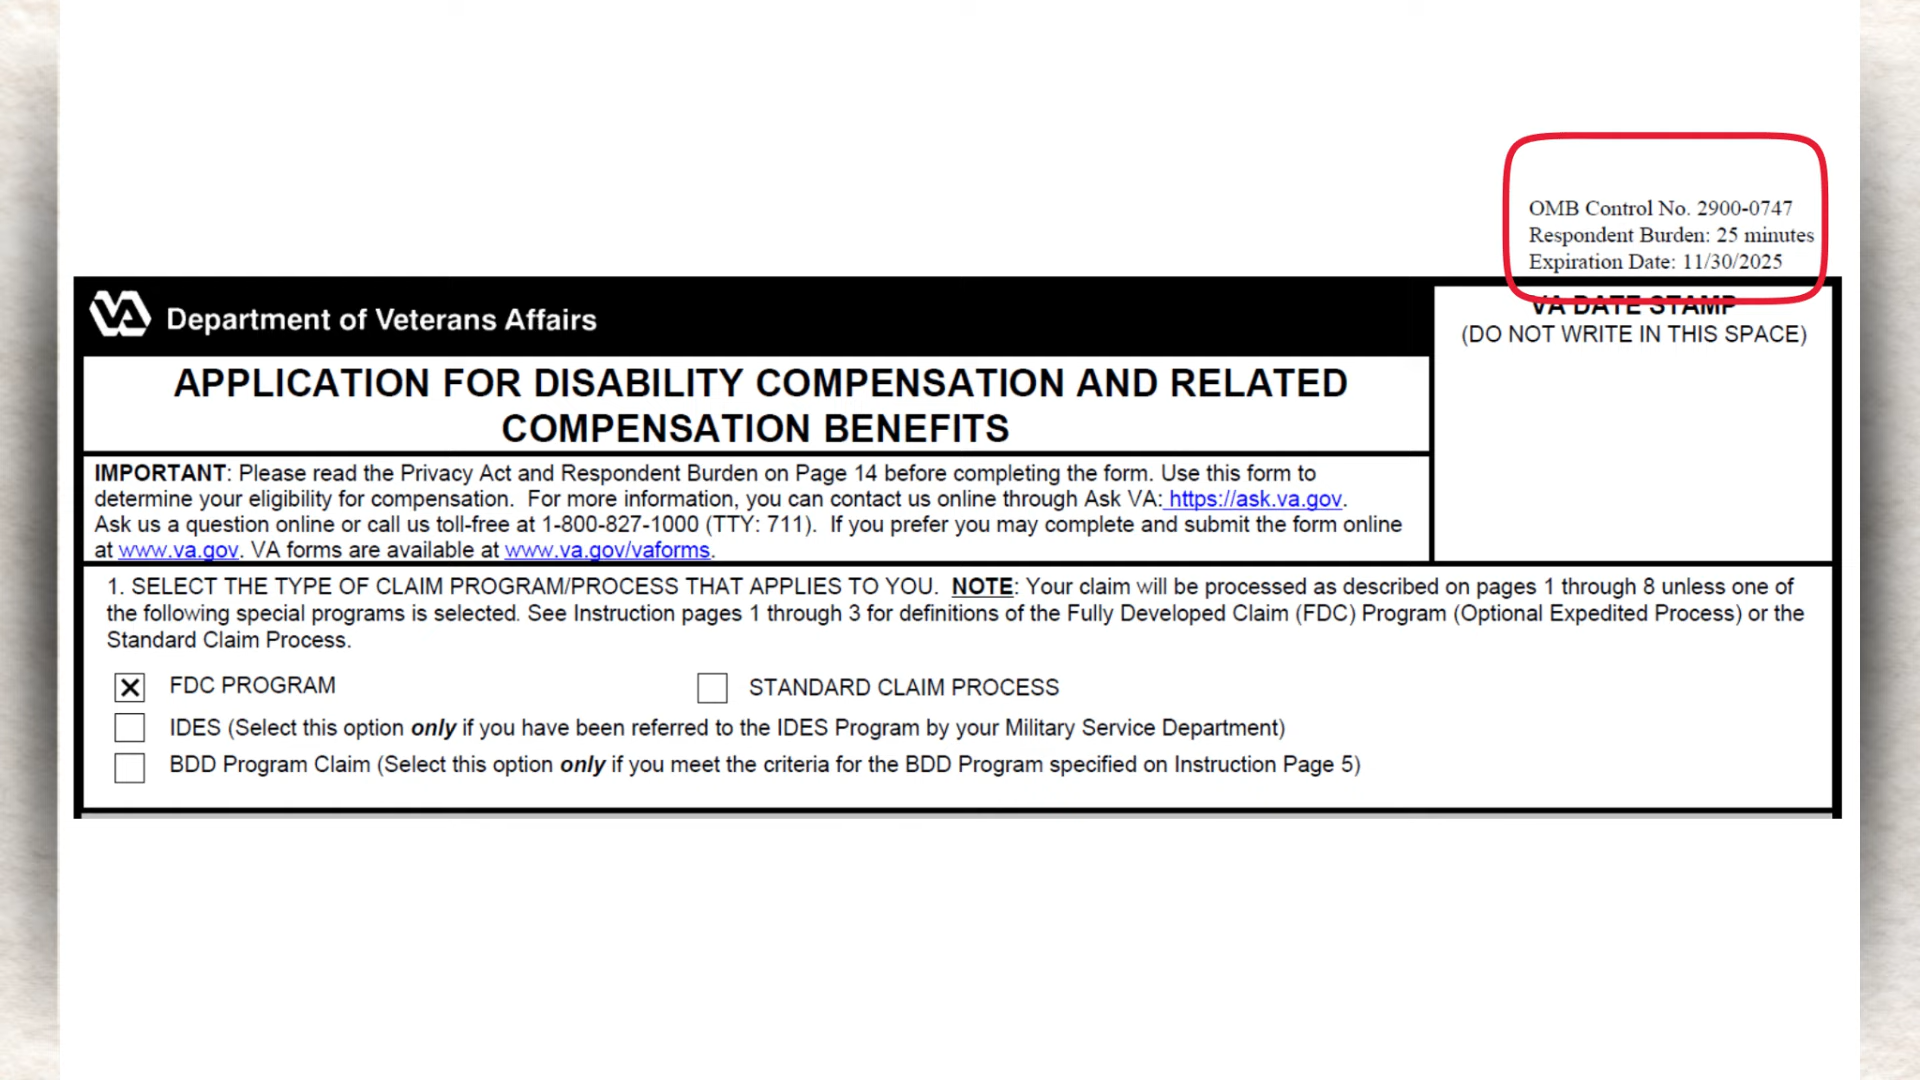 OMB Control No. 2900-0747
Respondent Burden: 25 minutes
Expiration Date: 11/30/2025
VA Department of Veterans Affairs
VA DATE STAMP
(DO NOT WRITE IN THIS SPACE)
APPLICATION FOR DISABILITY COMPENSATION AND RELATED
COMPENSATION BENEFITS
IMPORTANT: Please read the Privacy Act and Respondent Burden on Page 14 before completing the form. Use this form to
determine your eligibility for compensation. For more information, you can contact us online through Ask VA: https://ask.va.gov.
Ask us a question online or call us toll-free at 1-800-827-1000 (TTY: 711). If you prefer you may complete and submit the form online
at www.va.gov. VA forms are available at www.va.gov/vaforms.
1. SELECT THE TYPE OF CLAIM PROGRAM/PROCESS THAT APPLIES TO YOU. NOTE: Your claim will be processed as described on pages 1 through 8 unless one of
the following special programs is selected. See Instruction pages 1 through 3 for definitions of the Fully Developed Claim (FDC) Program (Optional Expedited Process) or the
Standard Claim Process.
FDC PROGRAM
STANDARD CLAIM PROCESS
IDES (Select this option only if you have been referred to the IDES Program by your Military Service Department)
BDD Program Claim (Select this option only if you meet the criteria for the BDD Program specified on Instruction Page 5)